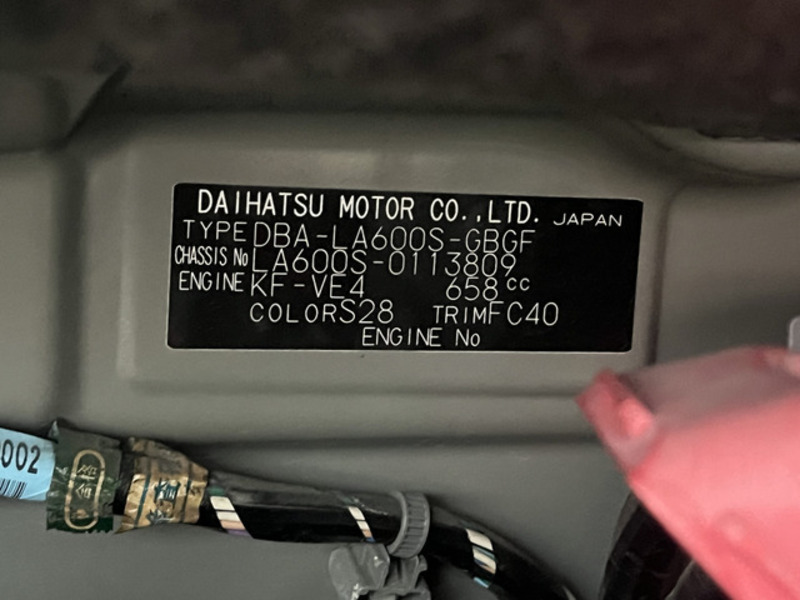 DAIHATSU MOTOR CO.,LTD. JAPAN
TYPE DBA-LA600S-GBGF
CHASSIS No LA600S-0113809
ENGINE KF-VE4 658cc
COLOR S28 TRIM FC40
ENGINE No
002